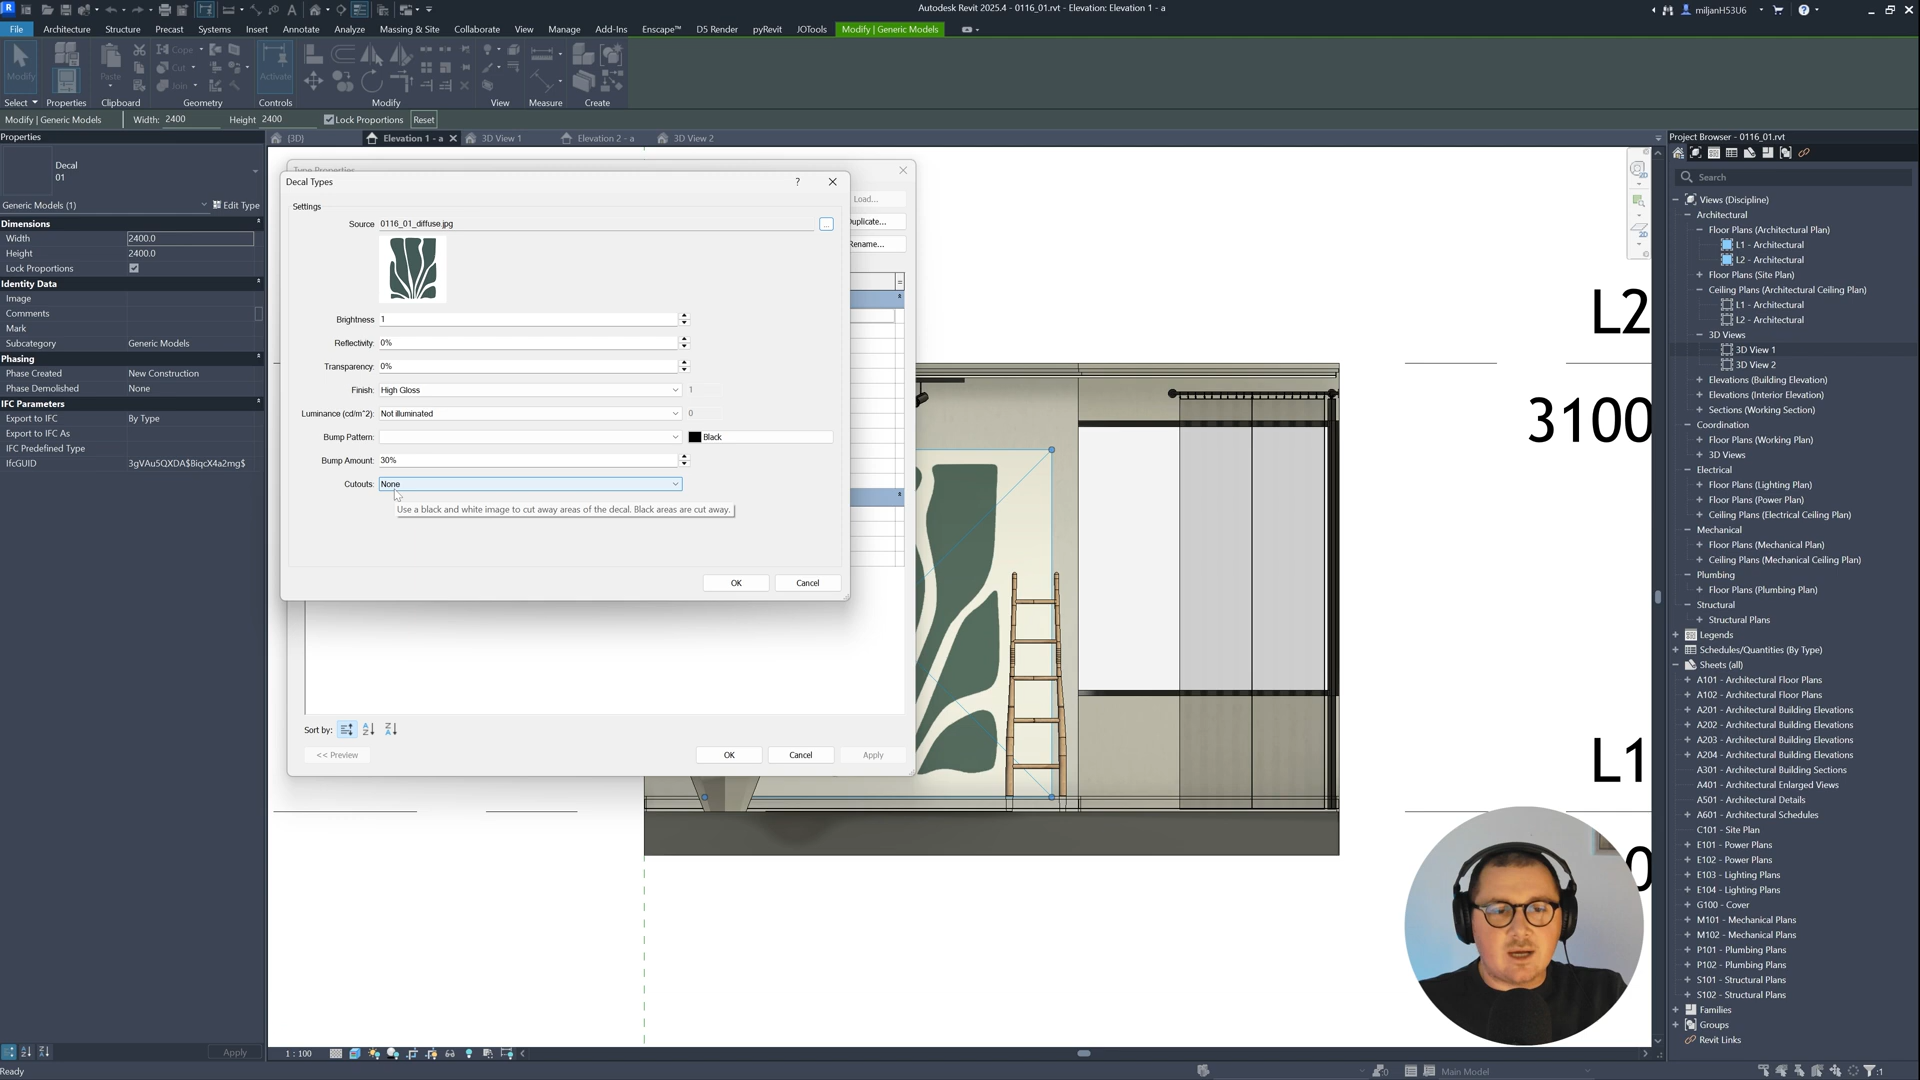 Autodesk Revit 2025.4 - 0116_01.rvt - Elevation: Elevation 1 - a
miljanH53U6
File
Architecture
Structure
Precast
Systems
Insert
Annotate
Analyze
Massing & Site
Collaborate
View
Manage
Add-Ins
Enscape™
D5 Render
pyRevit
JOTools
Modify | Generic Models
Modify
Paste
Cope
Cut
Join
Activate
Select
Properties
Clipboard
Geometry
Controls
Modify
View
Measure
Create
Modify | Generic Models
Width: 2400
Height 2400
Lock Proportions
Reset
Properties
Decal
01
Generic Models (1)
Edit Type
Dimensions
Width 2400.0
Height 2400.0
Lock Proportions
Identity Data
Image
Comments
Mark
Subcategory Generic Models
Phasing
Phase Created New Construction
Phase Demolished None
IFC Parameters
Export to IFC By Type
Export to IFC As
IFC Predefined Type
IfcGUID 3gVAu5QXDA$BiqcX4a2mg$
Apply
Ready
(3D)
Elevation 1 - a
3D View 1
Elevation 2 - a
3D View 2
Type Properties
Load...
Duplicate...
Rename...
Decal Types
?
Settings
Source 0116_01_diffuse.jpg
...
Brightness 1
Reflectivity: 0%
Transparency: 0%
Finish: High Gloss 1
Luminance (cd/m^2): Not illuminated 0
Bump Pattern: Black
Bump Amount: 30%
Cutouts: None
Use a black and white image to cut away areas of the decal. Black areas are cut away.
OK
Cancel
Sort by:
<< Preview
OK
Cancel
Apply
L2
3100
L1
0
1 : 100
Main Model
:0
:1
Project Browser - 0116_01.rvt
Search
Views (Discipline)
Architectural
Floor Plans (Architectural Plan)
L1 - Architectural
L2 - Architectural
Floor Plans (Site Plan)
Ceiling Plans (Architectural Ceiling Plan)
L1 - Architectural
L2 - Architectural
3D Views
3D View 1
3D View 2
Elevations (Building Elevation)
Elevations (Interior Elevation)
Sections (Working Section)
Coordination
Floor Plans (Working Plan)
3D Views
Electrical
Floor Plans (Lighting Plan)
Floor Plans (Power Plan)
Ceiling Plans (Electrical Ceiling Plan)
Mechanical
Floor Plans (Mechanical Plan)
Ceiling Plans (Mechanical Ceiling Plan)
Plumbing
Floor Plans (Plumbing Plan)
Structural
Structural Plans
Legends
Schedules/Quantities (By Type)
Sheets (all)
A101 - Architectural Floor Plans
A102 - Architectural Floor Plans
A201 - Architectural Building Elevations
A202 - Architectural Building Elevations
A203 - Architectural Building Elevations
A204 - Architectural Building Elevations
A301 - Architectural Building Sections
A401 - Architectural Enlarged Views
A501 - Architectural Details
A601 - Architectural Schedules
C101 - Site Plan
E101 - Power Plans
E102 - Power Plans
E103 - Lighting Plans
E104 - Lighting Plans
G100 - Cover
M101 - Mechanical Plans
M102 - Mechanical Plans
P101 - Plumbing Plans
P102 - Plumbing Plans
S101 - Structural Plans
S102 - Structural Plans
Families
Groups
Revit Links